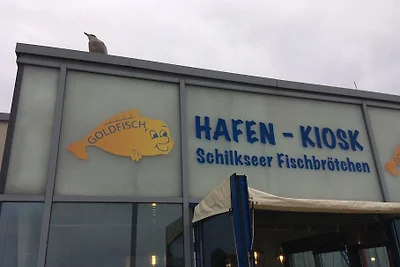 GOLDFISCH
HAFEN - KIOSK
Schilkseer Fischbrötchen